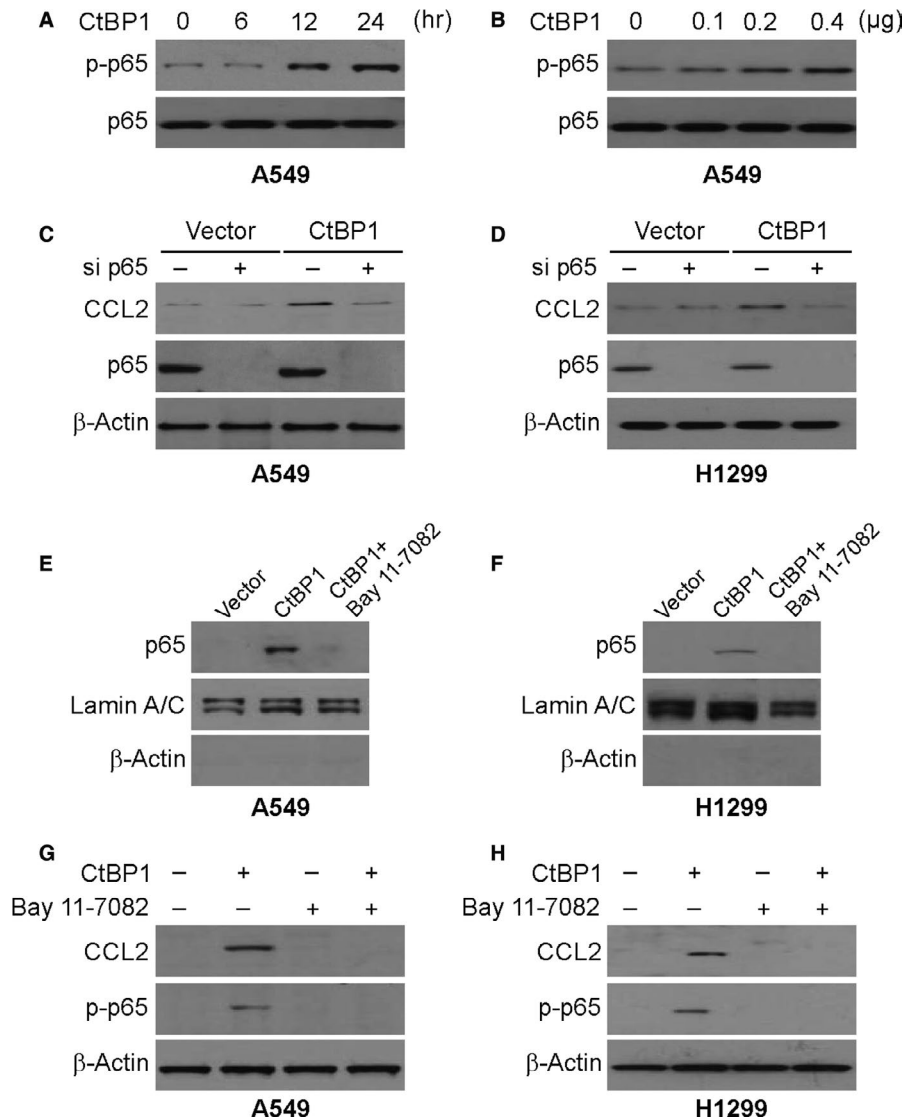 A CtBP1 0 6 12 24 (hr)
p-p65
p65
A549
B CtBP1 0 0.1 0.2 0.4 (µg)
p-p65
p65
A549
C Vector CtBP1
si p65 – + – +
CCL2
p65
β-Actin
A549
D Vector CtBP1
si p65 – + – +
CCL2
p65
β-Actin
H1299
E Vector CtBP1 CtBP1+
Bay 11-7082
p65
Lamin A/C
β-Actin
A549
F Vector CtBP1 CtBP1+
Bay 11-7082
p65
Lamin A/C
β-Actin
H1299
G
CtBP1 – + – +
Bay 11-7082 – – + +
CCL2
p-p65
β-Actin
A549
H
CtBP1 – + – +
Bay 11-7082 – – + +
CCL2
p-p65
β-Actin
H1299